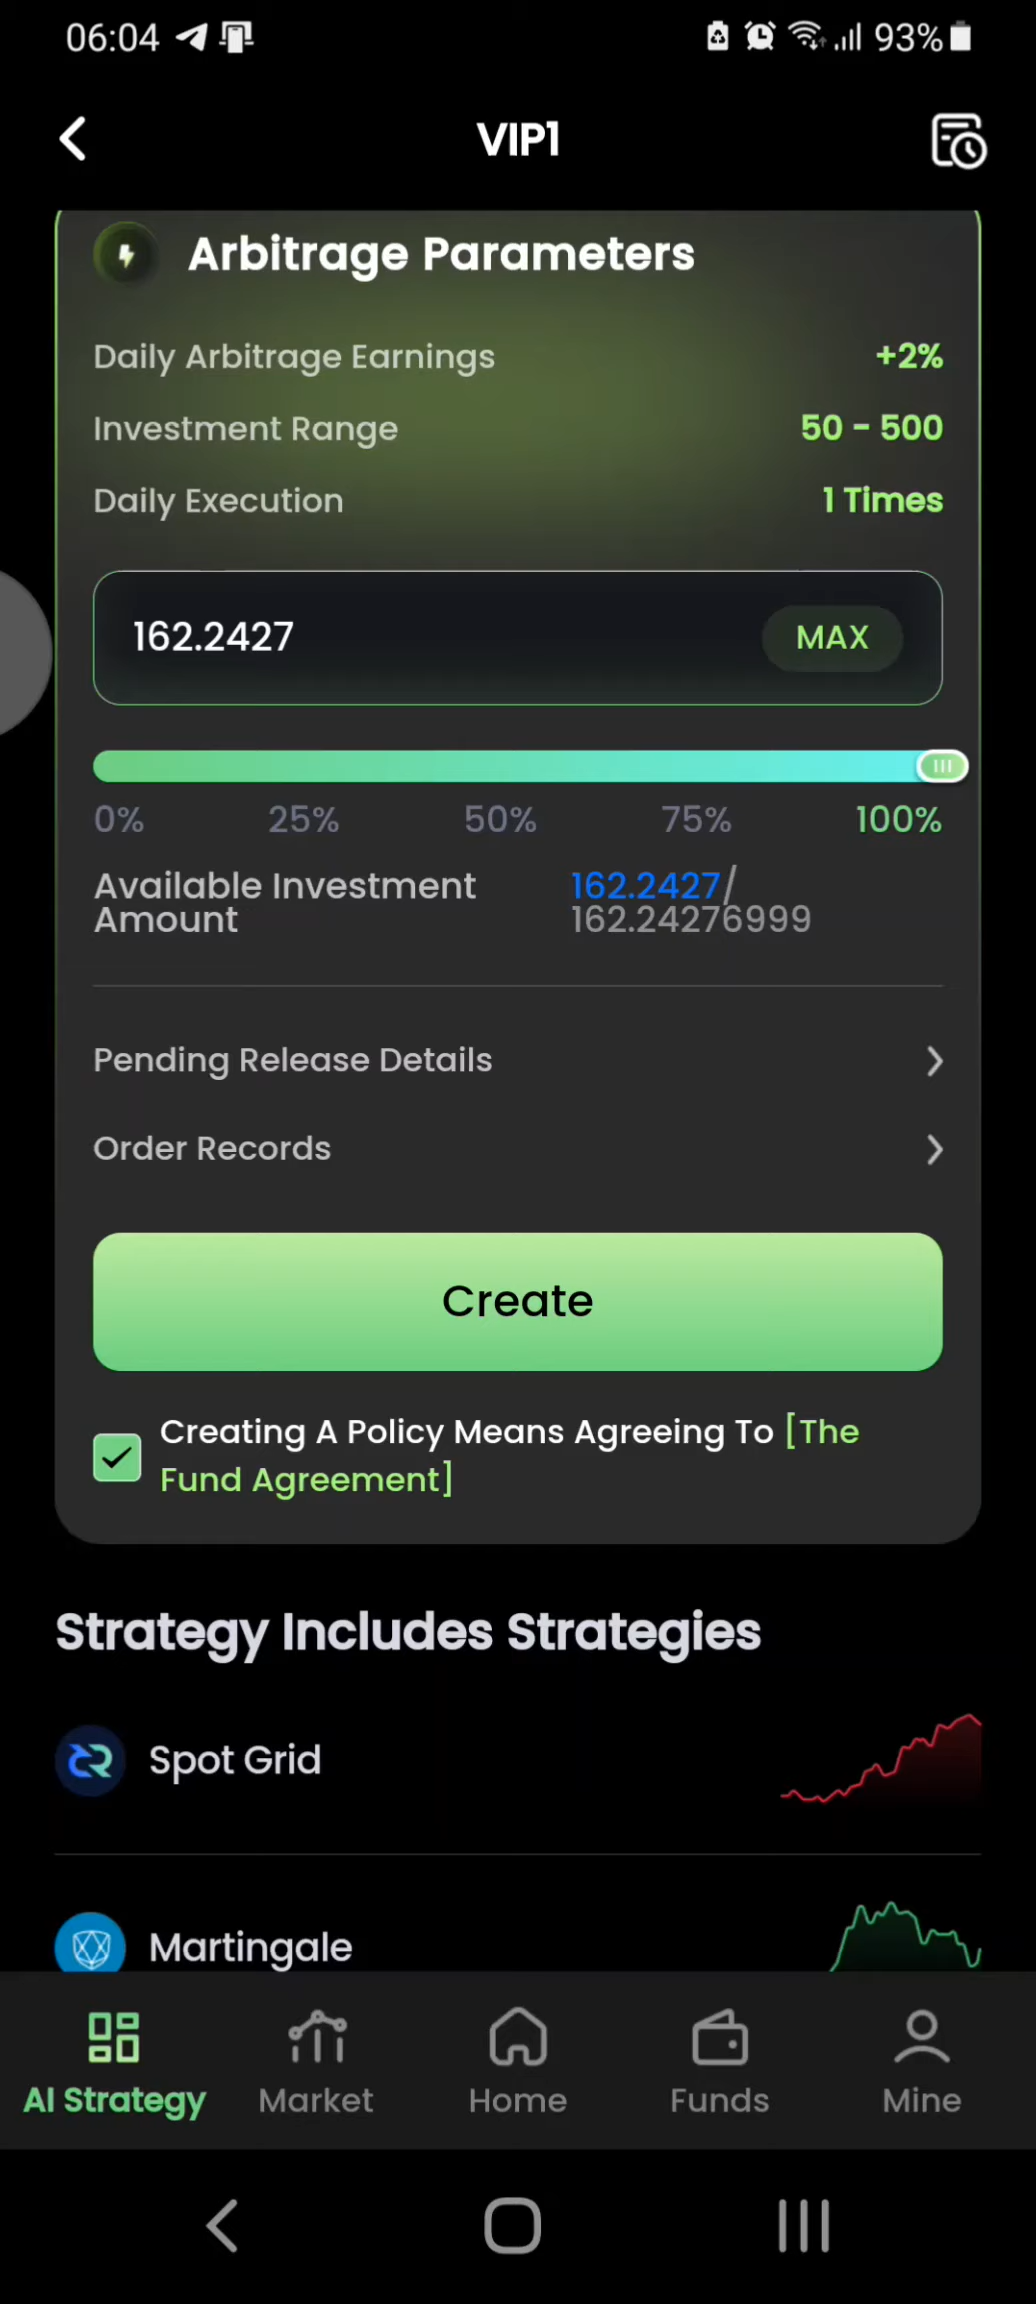 06:04 93%
VIP1
Arbitrage Parameters
Daily Arbitrage Earnings +2%
Investment Range 50 - 500
Daily Execution 1 Times
162.2427 MAX
0% 25% 50% 75% 100%
Available Investment 162.2427/
Amount 162.24276999
Pending Release Details
Order Records
Create
Creating A Policy Means Agreeing To [The
Fund Agreement]
Strategy Includes Strategies
Spot Grid
Martingale
AI Strategy Market Home Funds Mine